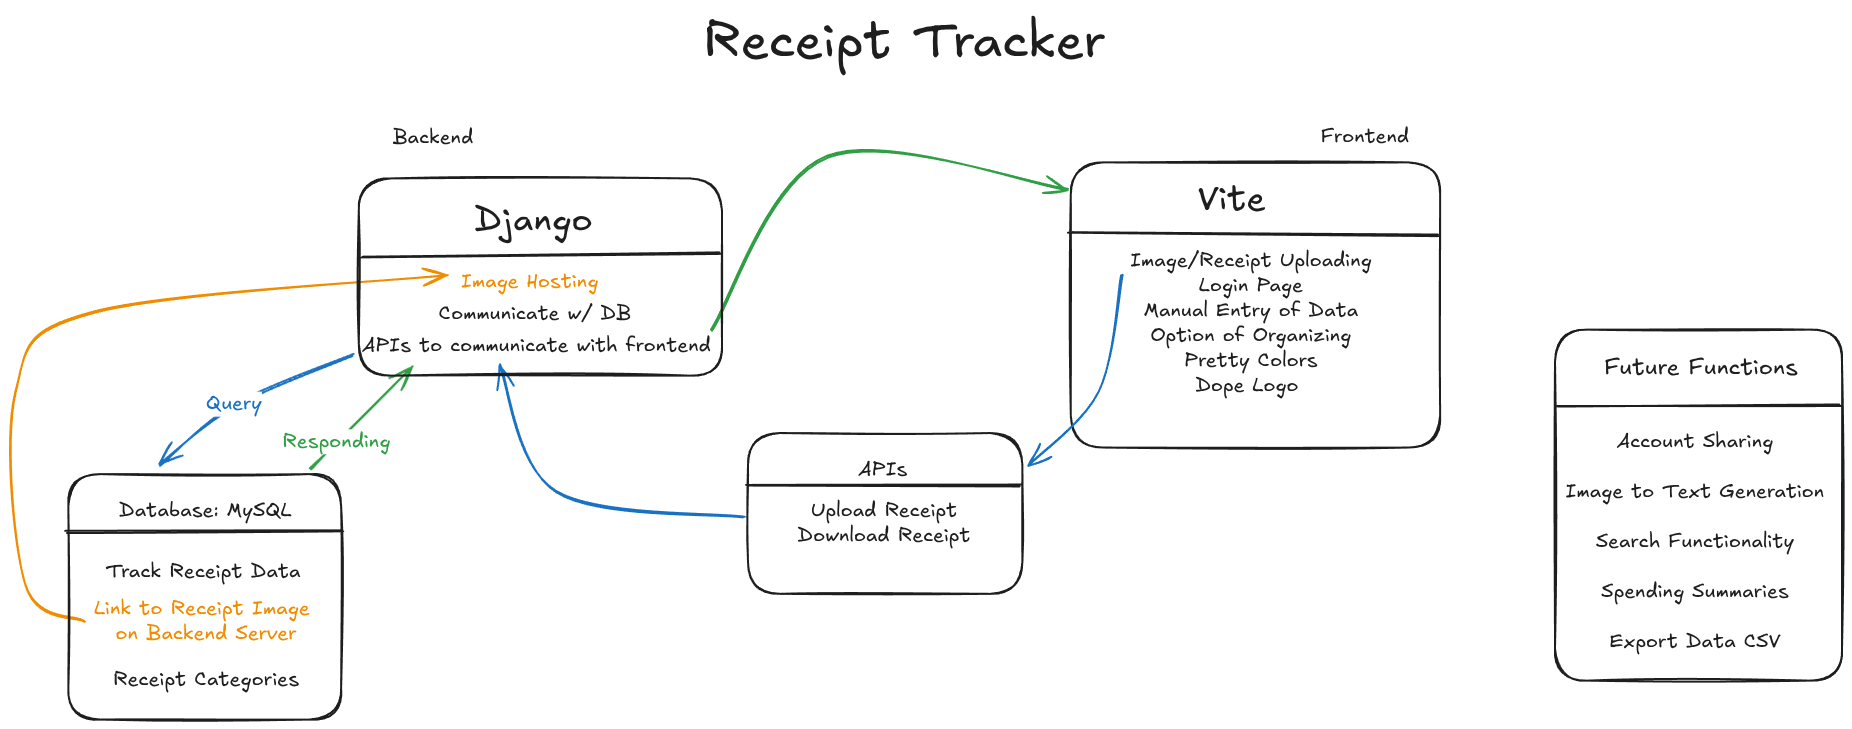 Receipt Tracker
Backend
Django
Image Hosting
Communicate w/ DB
APIs to communicate with frontend
Query
Responding
Database: MySQL
Track Receipt Data
Link to Receipt Image
on Backend Server
Receipt Categories
APIs
Upload Receipt
Download Receipt
Frontend
Vite
Image/Receipt Uploading
Login Page
Manual Entry of Data
Option of Organizing
Pretty Colors
Dope Logo
Future Functions
Account Sharing
Image to Text Generation
Search Functionality
Spending Summaries
Export Data CSV